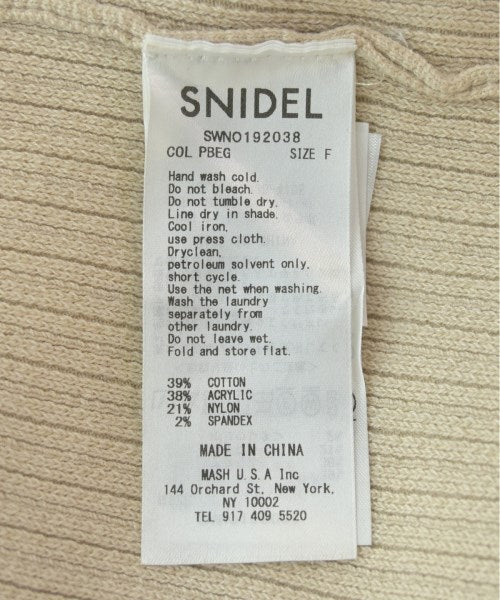 SNIDEL
SWNO192038
COL PBEG SIZE F
Hand wash cold.
Do not bleach.
Do not tumble dry.
Line dry in shade.
Cool iron.
use press cloth.
Dryclean.
petroleum solvent only.
short cycle.
Use the net when washing.
Wash the laundry
separately from
other laundry.
Do not leave wet.
Fold and store flat.
39% COTTON
38% ACRYLIC
21% NYLON
2% SPANDEX
MADE IN CHINA
MASH U.S.A Inc
144 Orchard St, New York,
NY 10002
TEL 917 409 5520